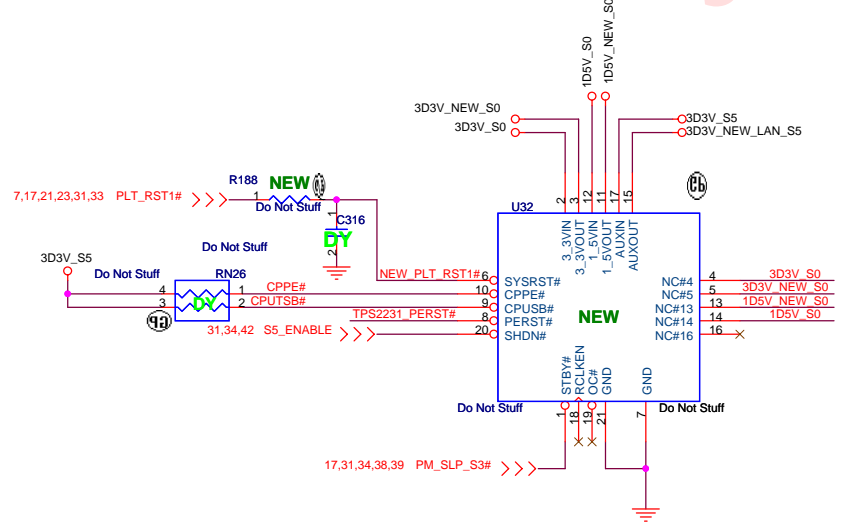 1D5V_S0
1D5V_NEW_S0
3D3V_NEW_S0
3D3V_S0
3D3V_S5
3D3V_NEW_LAN_S5
R188
NEW
7,17,21,23,31,33 PLT_RST1#
1
Do Not Stuff
U32
2
3
12
11
17
15
1
C316
DY
2
3_3VIN
3_3VOUT
1_5VIN
1_5VOUT
AUXIN
AUXOUT
Do Not Stuff
3D3V_S5
Do Not Stuff
RN26
NEW_PLT_RST1#
6
SYSRST#
NC#4
4
3D3V_S0
4
1
CPPE#
10
CPPE#
NC#5
5
3D3V_NEW_S0
3
DY
2
CPUTSB#
9
CPUSB#
NC#13
13
1D5V_NEW_S0
TPS2231_PERST#
8
PERST#
NEW
NC#14
14
1D5V_S0
31,34,42 S5_ENABLE
20
SHDN#
NC#16
16
STBY#
RCLKEN
OC#
GND
GND
Do Not Stuff
1
18
19
21
7
Do Not Stuff
17,31,34,38,39 PM_SLP_S3#